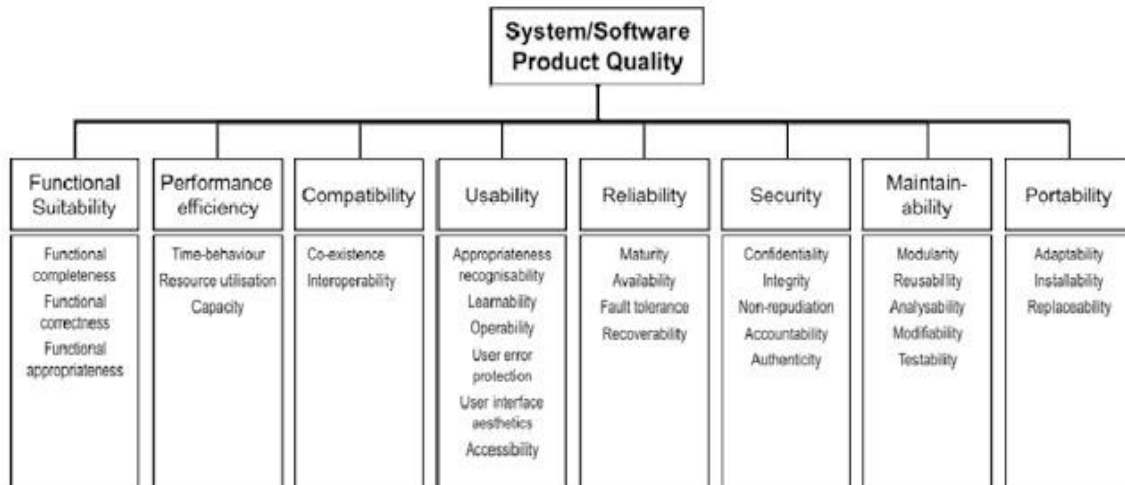 System/Software
Product Quality
Functional
Suitability
Performance
efficiency
Compatibility
Usability
Reliability
Security
Maintain-
ability
Portability
Functional
completeness
Functional
correctness
Functional
appropriateness
Time-behaviour
Resource utilisation
Capacity
Co-existence
Interoperability
Appropriateness
recognisability
Learnability
Operability
User error
protection
User interface
aesthetics
Accessibility
Maturity
Availability
Fault tolerance
Recoverability
Confidentiality
Integrity
Non-repudiation
Accountability
Authenticity
Modularity
Reusability
Analysability
Modifiability
Testability
Adaptability
Installability
Replaceability